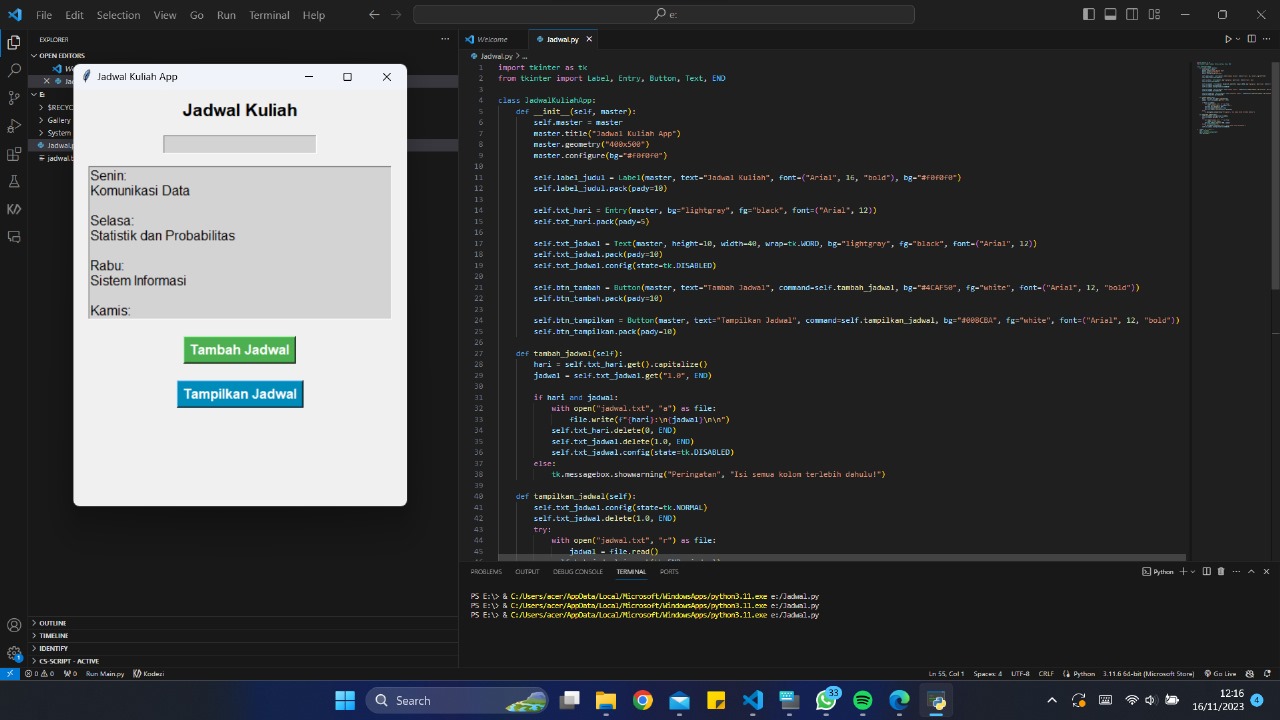 File Edit Selection View Go Run Terminal Help
e:
EXPLORER
OPEN EDITORS
Welcome
Jadwal.py
Jadwal.py > ...
E:
$RECYC
Gallery
System
Jadwal.p
jadwal.t
Jadwal Kuliah App
Jadwal Kuliah
Senin:
Komunikasi Data
Selasa:
Statistik dan Probabilitas
Rabu:
Sistem Informasi
Kamis:
Tambah Jadwal
Tampilkan Jadwal
OUTLINE
TIMELINE
IDENTIFY
CS-SCRIPT - ACTIVE
1 import tkinter as tk
2 from tkinter import Label, Entry, Button, Text, END
3
4 class JadwalKuliahApp:
5 def __init__(self, master):
6 self.master = master
7 master.title("Jadwal Kuliah App")
8 master.geometry("400x500")
9 master.configure(bg="#f0f0f0")
10
11 self.label_judul = Label(master, text="Jadwal Kuliah", font=("Arial", 16, "bold"), bg="#f0f0f0")
12 self.label_judul.pack(pady=10)
13
14 self.txt_hari = Entry(master, bg="lightgray", fg="black", font=("Arial", 12))
15 self.txt_hari.pack(pady=5)
16
17 self.txt_jadwal = Text(master, height=10, width=40, wrap=tk.WORD, bg="lightgray", fg="black", font=("Arial", 12))
18 self.txt_jadwal.pack(pady=10)
19 self.txt_jadwal.config(state=tk.DISABLED)
20
21 self.btn_tambah = Button(master, text="Tambah Jadwal", command=self.tambah_jadwal, bg="#4CAF50", fg="white", font=("Arial", 12, "bold"))
22 self.btn_tambah.pack(pady=10)
23
24 self.btn_tampilkan = Button(master, text="Tampilkan Jadwal", command=self.tampilkan_jadwal, bg="#008CBA", fg="white", font=("Arial", 12, "bold"))
25 self.btn_tampilkan.pack(pady=10)
26
27 def tambah_jadwal(self):
28 hari = self.txt_hari.get().capitalize()
29 jadwal = self.txt_jadwal.get("1.0", END)
30
31 if hari and jadwal:
32 with open("jadwal.txt", "a") as file:
33 file.write(f"{hari}:\n{jadwal}\n\n")
34 self.txt_hari.delete(0, END)
35 self.txt_jadwal.delete(1.0, END)
36 self.txt_jadwal.config(state=tk.DISABLED)
37 else:
38 tk.messagebox.showwarning("Peringatan", "Isi semua kolom terlebih dahulu!")
39
40 def tampilkan_jadwal(self):
41 self.txt_jadwal.config(state=tk.NORMAL)
42 self.txt_jadwal.delete(1.0, END)
43 try:
44 with open("jadwal.txt", "r") as file:
45 jadwal = file.read()
PROBLEMS OUTPUT DEBUG CONSOLE TERMINAL PORTS
Python
PS E:\> & C:/Users/acer/AppData/Local/Microsoft/WindowsApps/python3.11.exe e:/Jadwal.py
PS E:\> & C:/Users/acer/AppData/Local/Microsoft/WindowsApps/python3.11.exe e:/Jadwal.py
PS E:\> & C:/Users/acer/AppData/Local/Microsoft/WindowsApps/python3.11.exe e:/Jadwal.py
0 0 0 Run Main.py Kodezi Ln 55, Col 1 Spaces: 4 UTF-8 CRLF Python 3.11.6 64-bit (Microsoft Store) Go Live
Search
33
12:16
16/11/2023
4